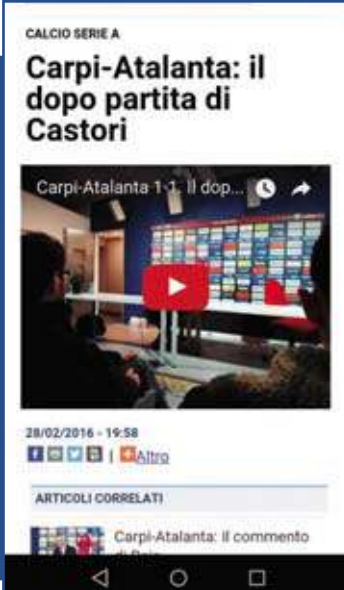 CALCIO SERIE A
Carpi-Atalanta: il
dopo partita di
Castori
Carpi-Atalanta 1-1. Il dop...
28/02/2016 - 19:58
| Altro
ARTICOLI CORRELATI
Carpi-Atalanta: il commento